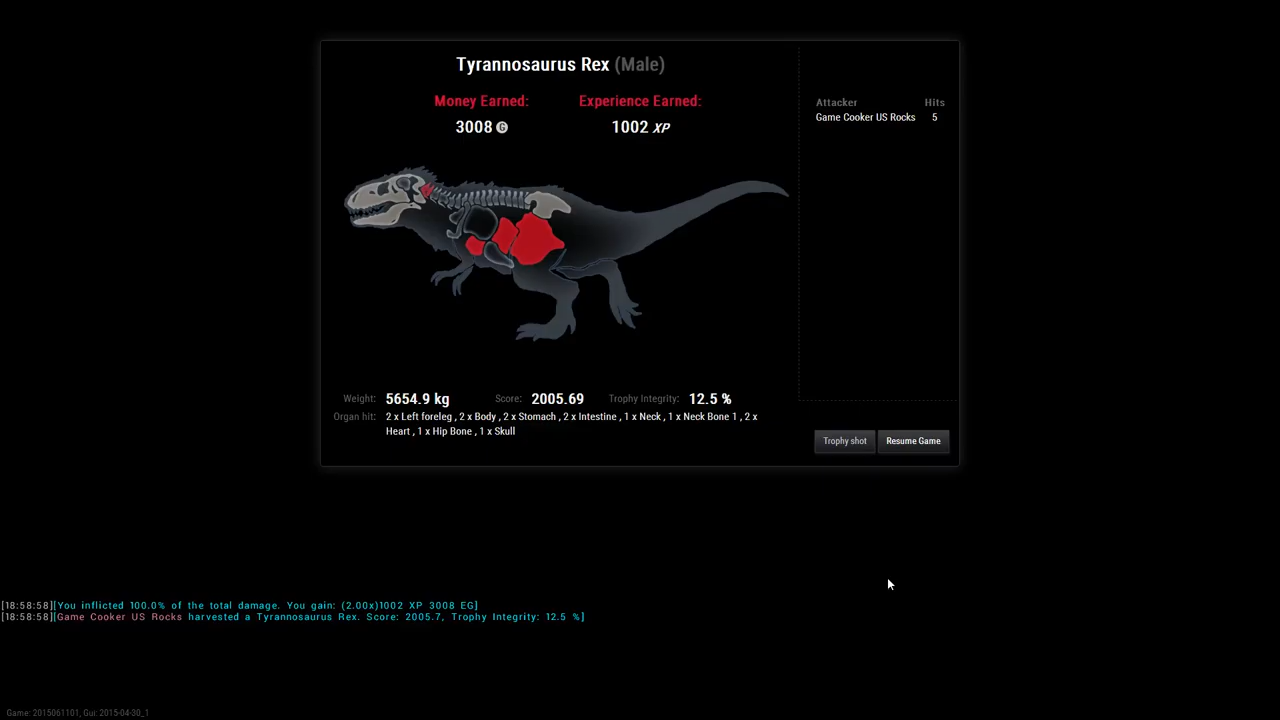 Tyrannosaurus Rex (Male)
Money Earned: Experience Earned:
3008 G 1002 XP
Attacker Hits
Game Cooker US Rocks 5
Weight: 5654.9 kg Score: 2005.69 Trophy Integrity: 12.5 %
Organ hit: 2 x Left foreleg , 2 x Body , 2 x Stomach , 2 x Intestine , 1 x Neck , 1 x Neck Bone 1 , 2 x
Heart , 1 x Hip Bone , 1 x Skull
Trophy shot Resume Game
[18:58:58][You inflicted 100.0% of the total damage. You gain: (2.00x)1002 XP 3008 EG]
[18:58:58][Game Cooker US Rocks harvested a Tyrannosaurus Rex. Score: 2005.7, Trophy Integrity: 12.5 %]
Game: 2015061101, Gui: 2015-04-30_1